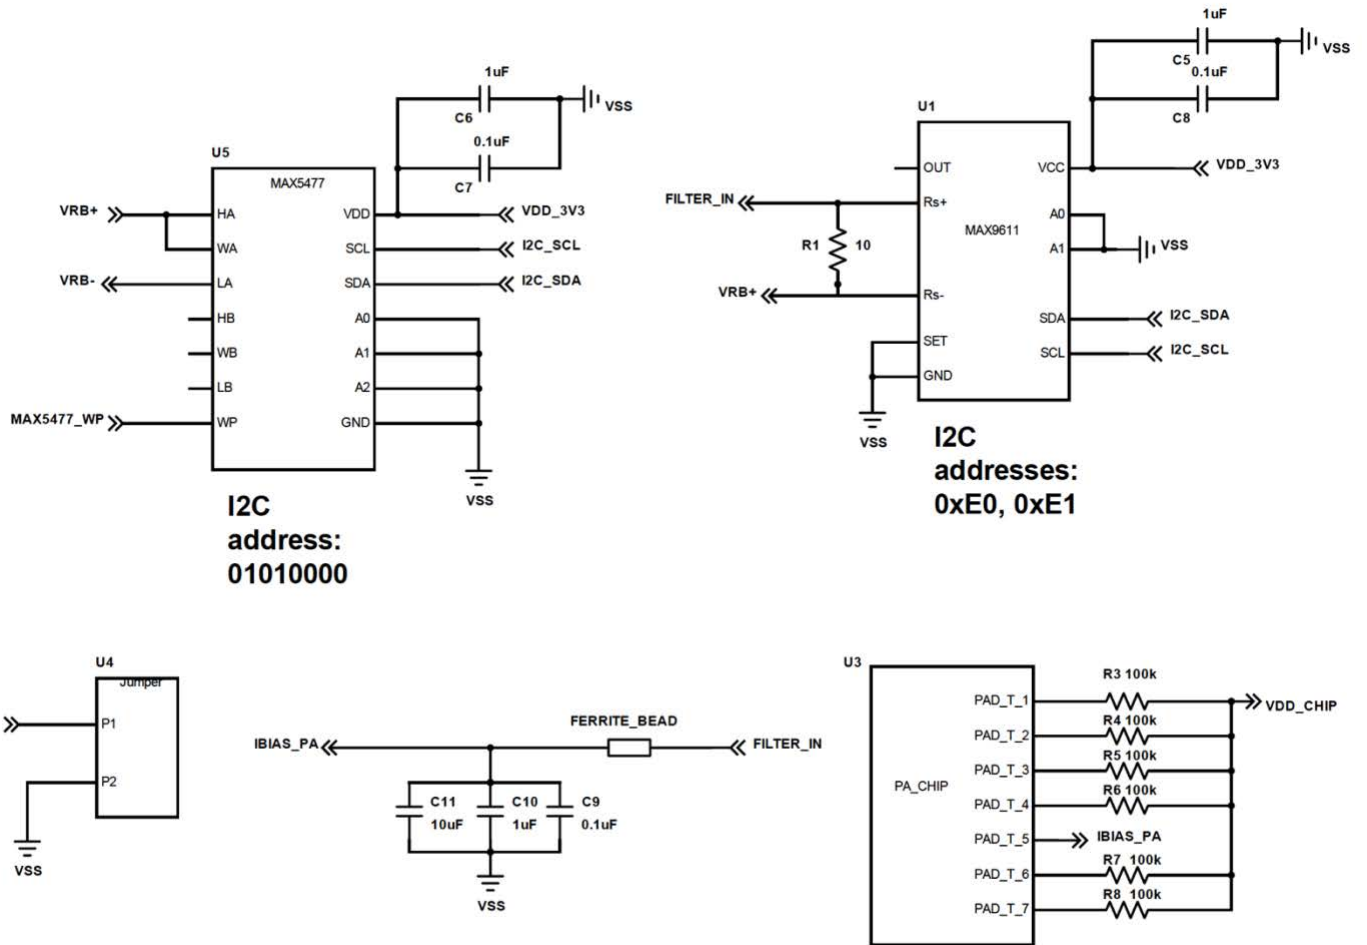 1uF
VSS
C5
0.1uF
C8
1uF
VSS
C6
0.1uF
C7
U5
MAX5477
VRB+
HA
WA
VRB-
LA
HB
WB
LB
MAX5477_WP
WP
VDD
VDD_3V3
SCL
I2C_SCL
SDA
I2C_SDA
A0
A1
A2
GND
VSS
I2C
address:
01010000
U1
MAX9611
OUT
FILTER_IN
Rs+
R1 10
VRB+
Rs-
SET
GND
VSS
VCC
VDD_3V3
A0
A1
VSS
SDA
I2C_SDA
SCL
I2C_SCL
I2C
addresses:
0xE0, 0xE1
U4
Jumper
P1
P2
VSS
FERRITE_BEAD
IBIAS_PA
FILTER_IN
C11
10uF
C10
1uF
C9
0.1uF
VSS
U3
PA_CHIP
PAD_T_1
R3 100k
VDD_CHIP
PAD_T_2
R4 100k
PAD_T_3
R5 100k
PAD_T_4
R6 100k
PAD_T_5
IBIAS_PA
PAD_T_6
R7 100k
PAD_T_7
R8 100k